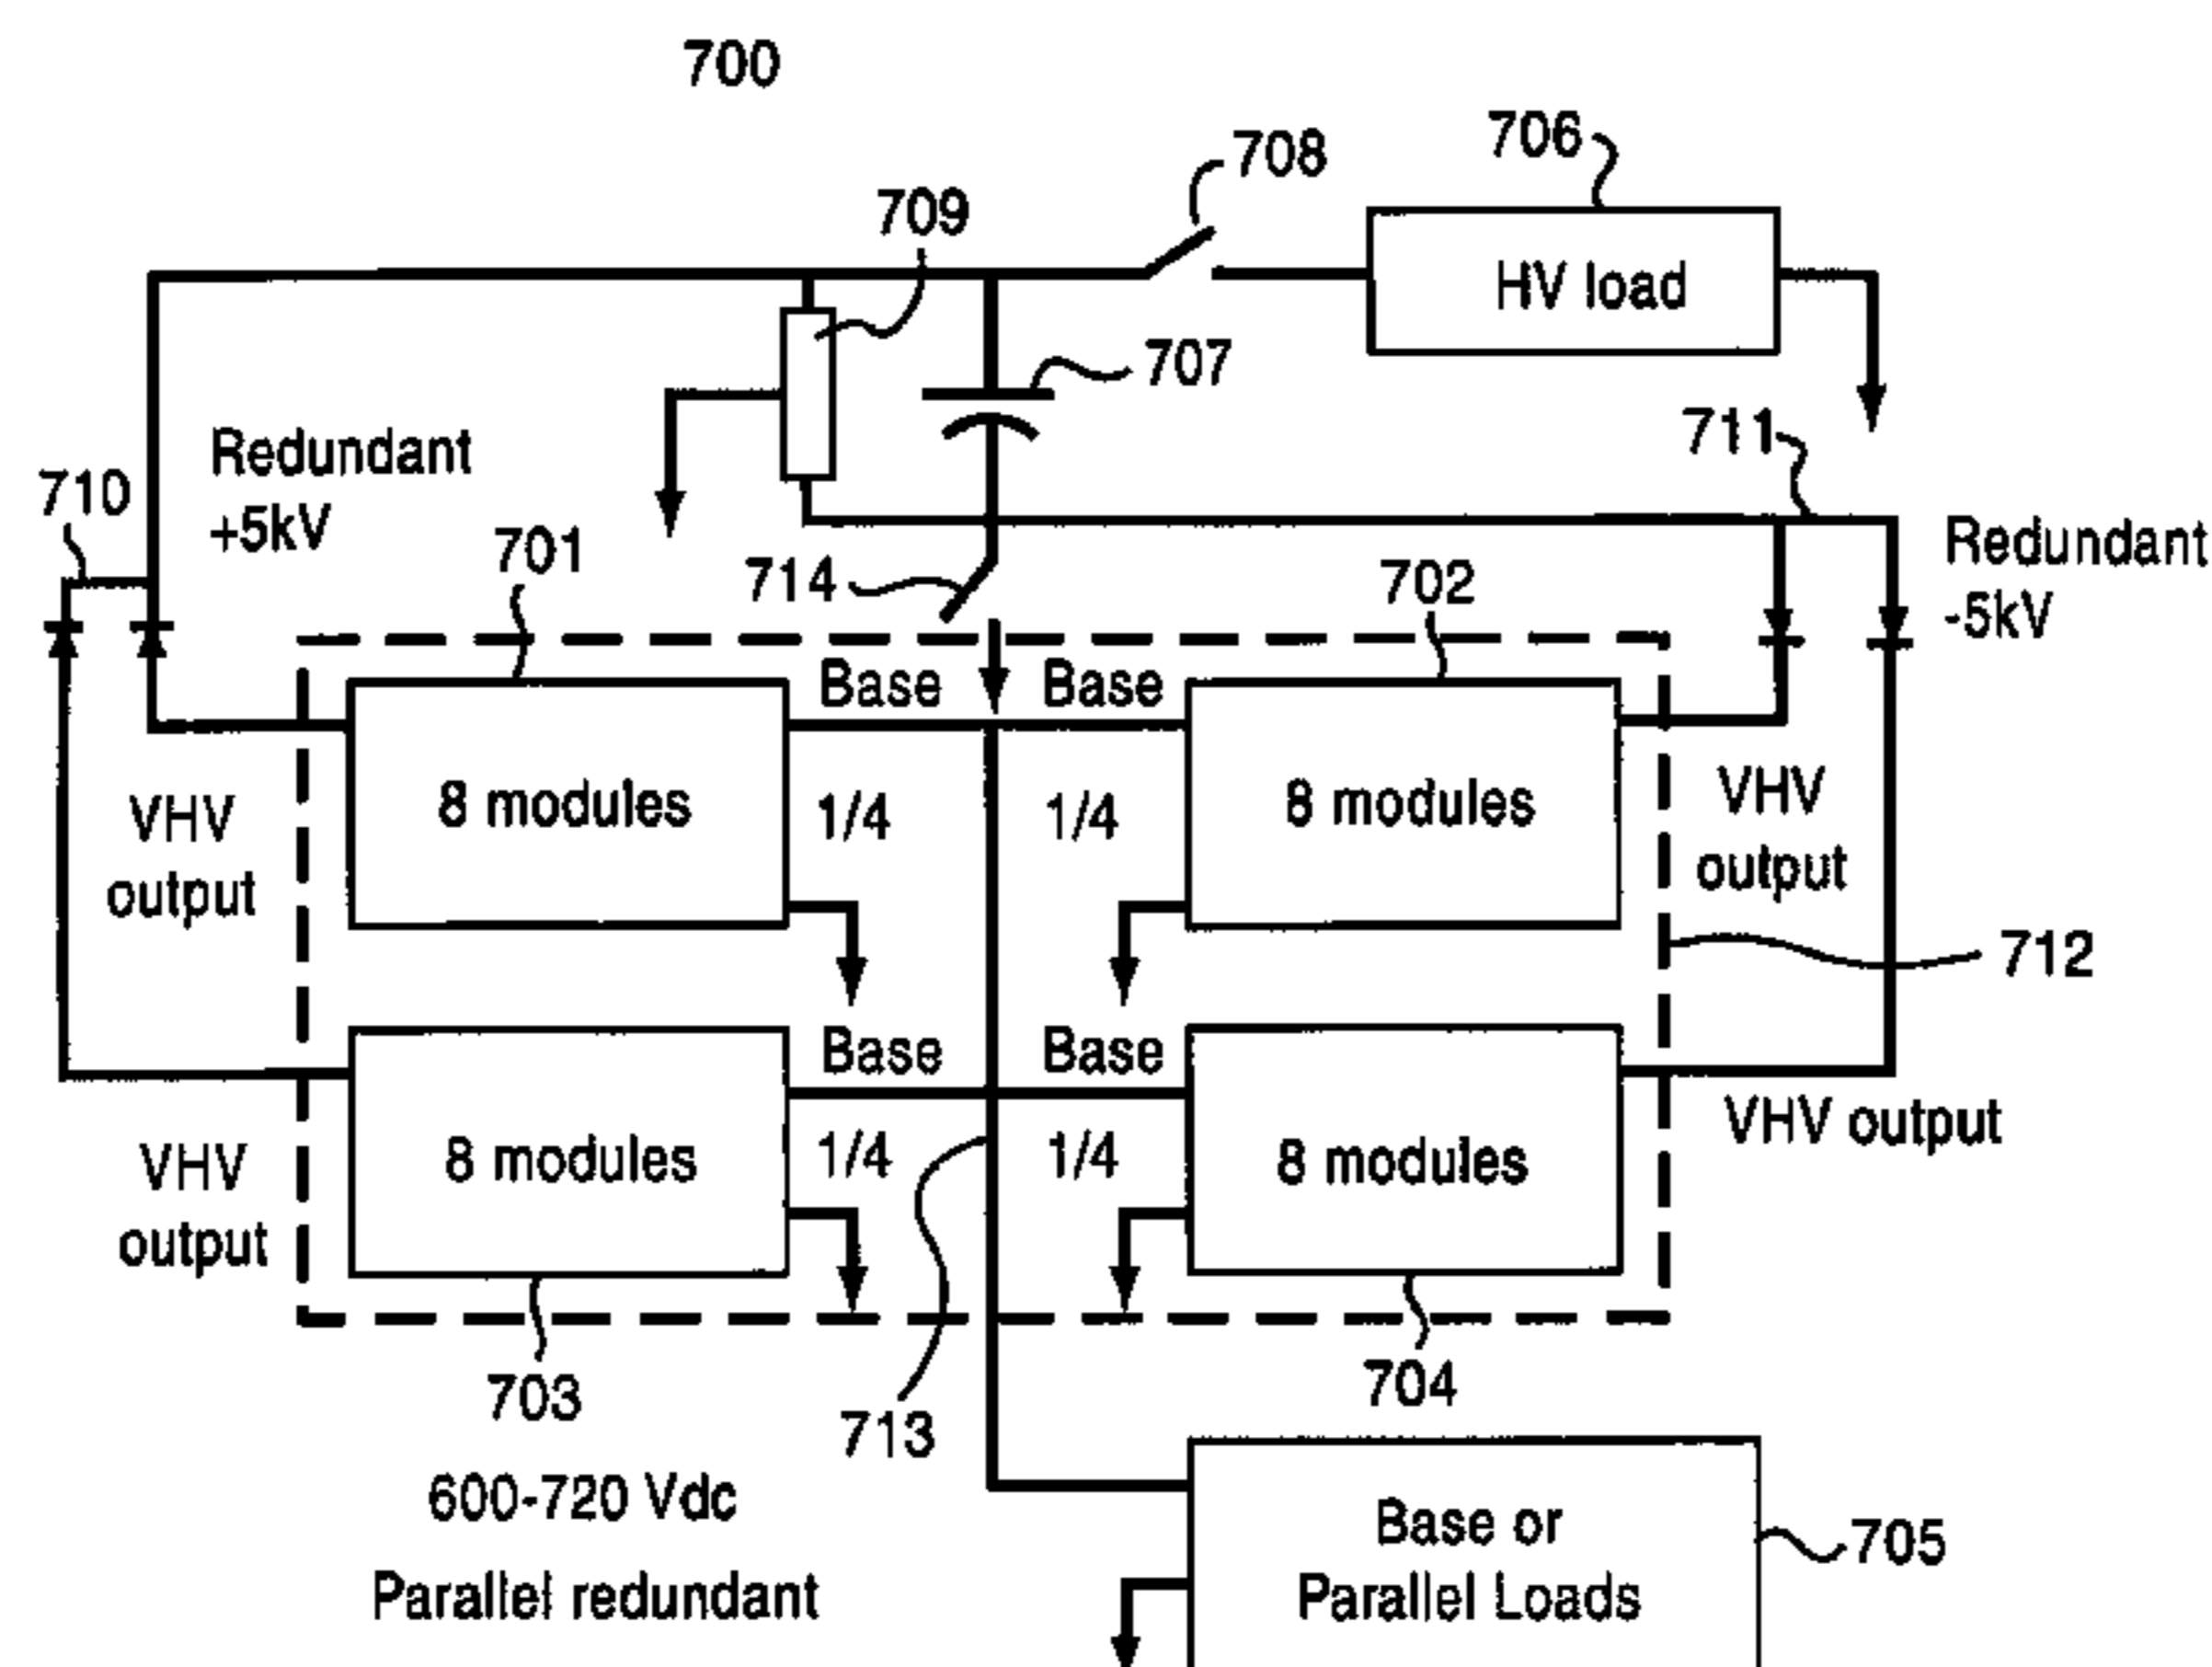 700
708
706
709
HV load
707
711
Redundant
+5kV
710
701
714
702
Redundant
-5kV
Base
Base
8 modules
1/4
1/4
8 modules
VHV
output
VHV
output
712
Base
Base
VHV output
8 modules
1/4
1/4
8 modules
VHV
output
703
713
704
600-720 Vdc
Parallel redundant
Base or
Parallel Loads
705